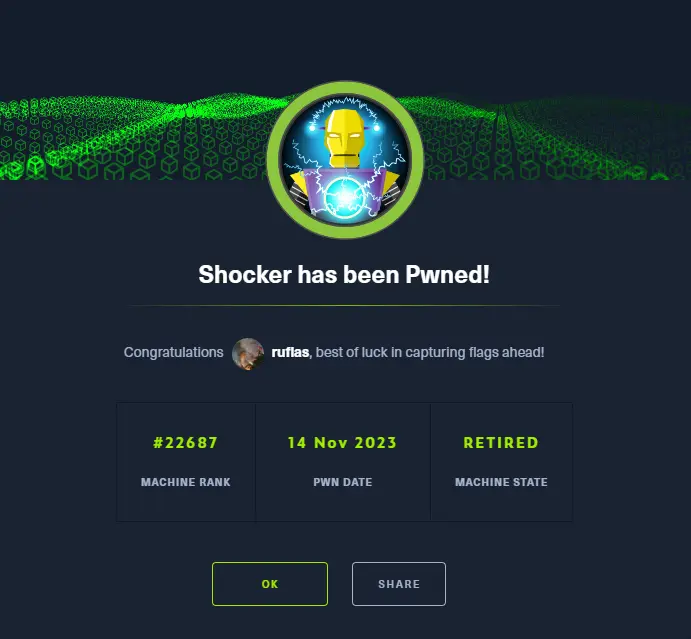 Shocker has been Pwned!
Congratulations ruflas, best of luck in capturing flags ahead!
#22687 14 Nov 2023 RETIRED
MACHINE RANK PWN DATE MACHINE STATE
OK SHARE